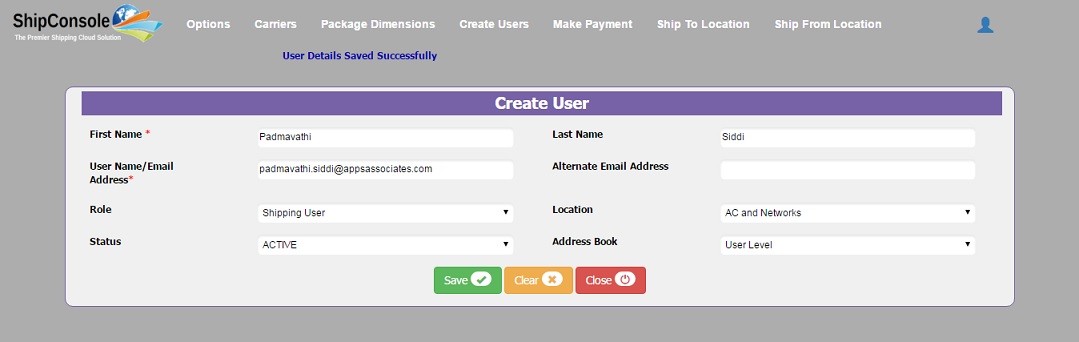 ShipConsole
The Premier Shipping Cloud Solution
Options Carriers Package Dimensions Create Users Make Payment Ship To Location Ship From Location
User Details Saved Successfully
Create User
First Name * Padmavathi Last Name Siddi
User Name/Email
Address* padmavathi.siddi@appsassociates.com Alternate Email Address
Role Shipping User Location AC and Networks
Status ACTIVE Address Book User Level
Save Clear Close